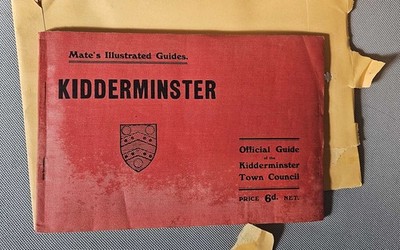 Mate's Illustrated Guides.
KIDDERMINSTER
Official Guide
of the
Kidderminster
Town Council
PRICE 6d. NET.